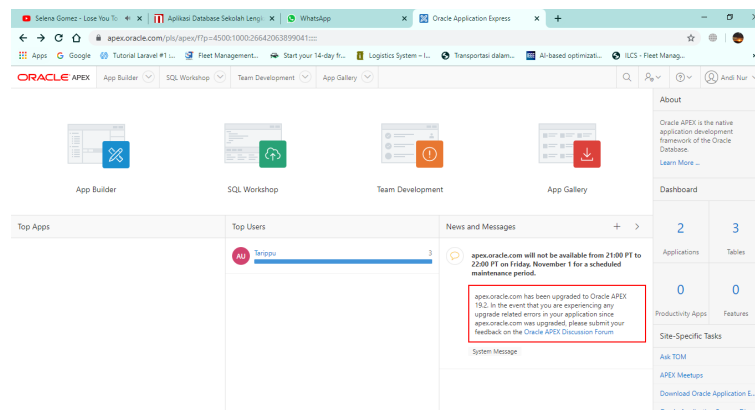 Selena Gomez - Lose You To
Aplikasi Database Sekolah Lengk
WhatsApp
Oracle Application Express
apex.oracle.com/pls/apex/f?p=4500:1000:26642063899041:::::
Apps
Google
Tutorial Laravel #1 :...
Fleet Management...
Start your 14-day fr...
Logistics System – I...
Transportasi dalam...
AI-based optimizati...
ILCS - Fleet Manag...
ORACLE APEX
App Builder
SQL Workshop
Team Development
App Gallery
Andi Nur
App Builder
SQL Workshop
Team Development
App Gallery
Top Apps
Top Users
AU
Tarippu
3
News and Messages
apex.oracle.com will not be available from 21:00 PT to
22:00 PT on Friday, November 1 for a scheduled
maintenance period.
apex.oracle.com has been upgraded to Oracle APEX
19.2. In the event that you are experiencing any
upgrade related errors in your application since
apex.oracle.com was upgraded, please submit your
feedback on the Oracle APEX Discussion Forum
System Message
About
Oracle APEX is the native
application development
framework of the Oracle
Database.
Learn More ...
Dashboard
2
Applications
3
Tables
0
Productivity Apps
0
Features
Site-Specific Tasks
Ask TOM
APEX Meetups
Download Oracle Application E...